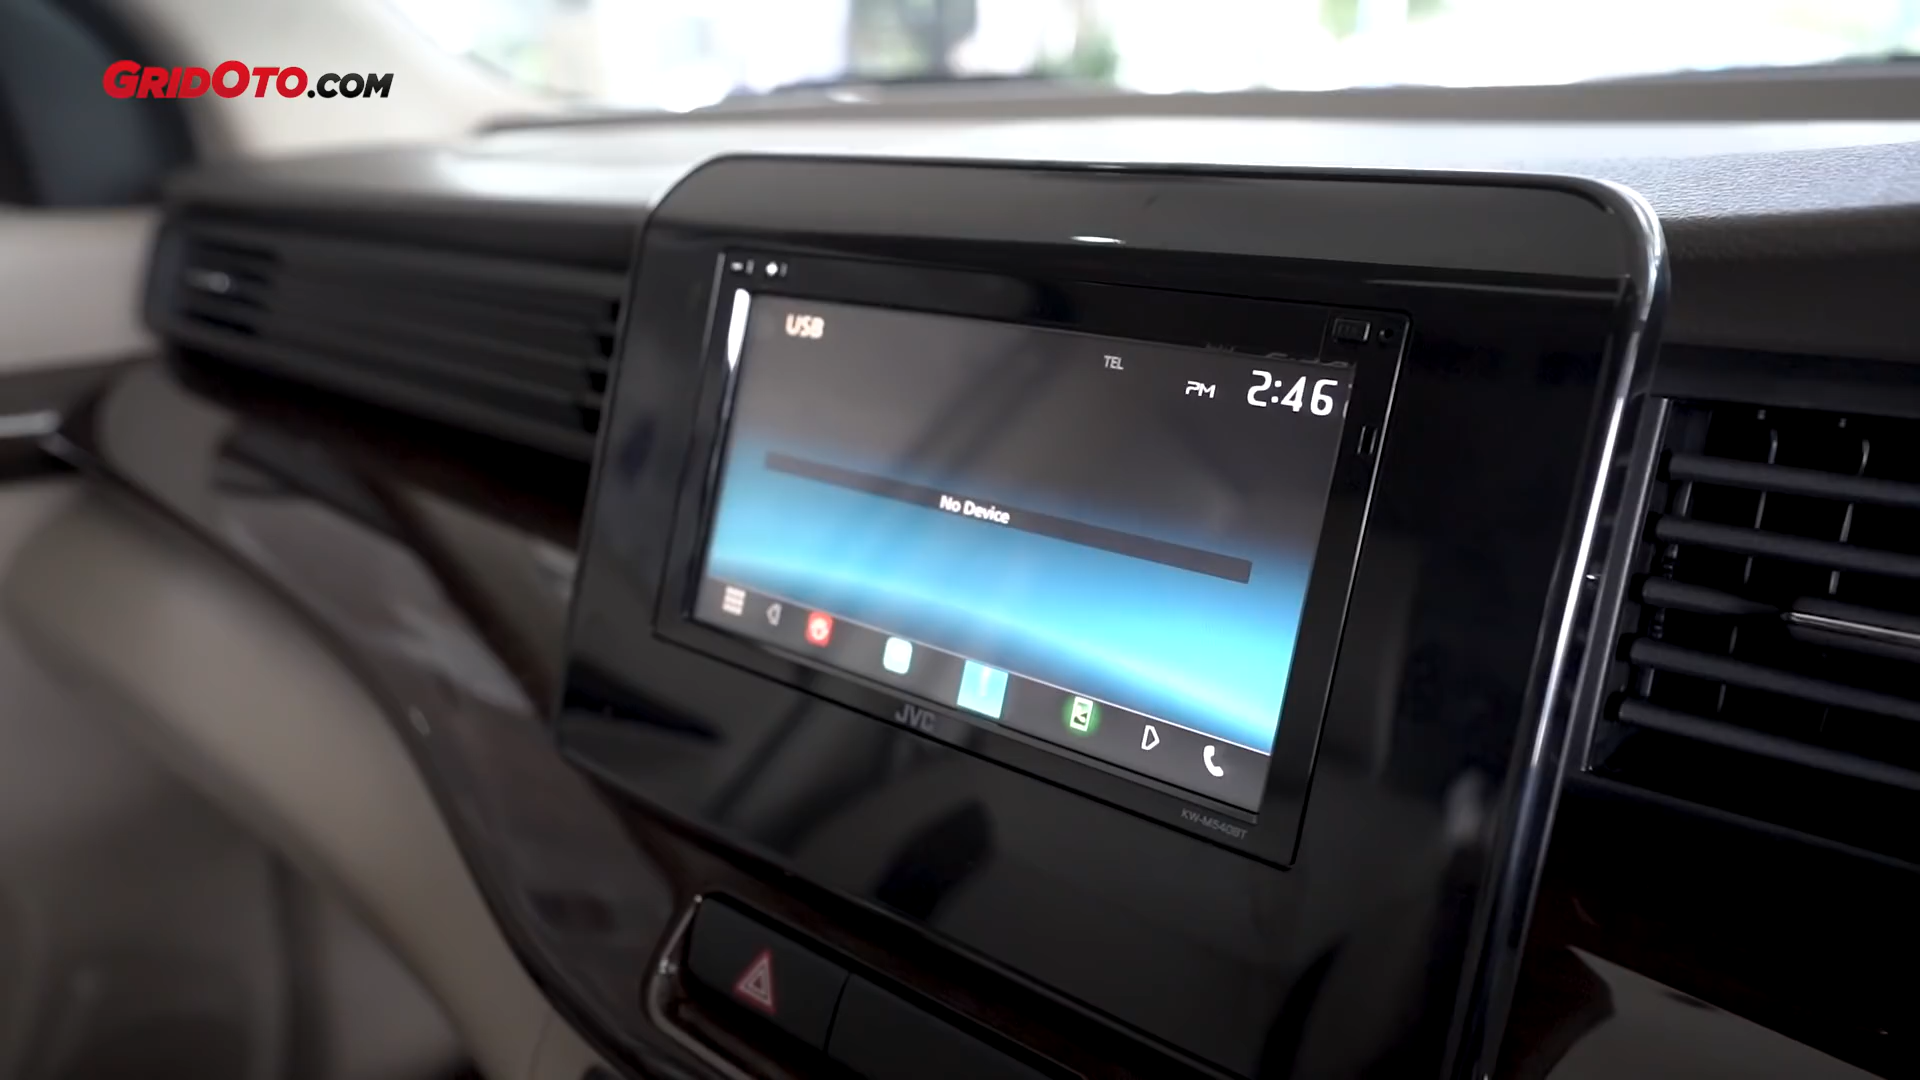 GRIDOTO.COM
USB
TEL
PM 2:46
No Device
JVC
KW-M540BT